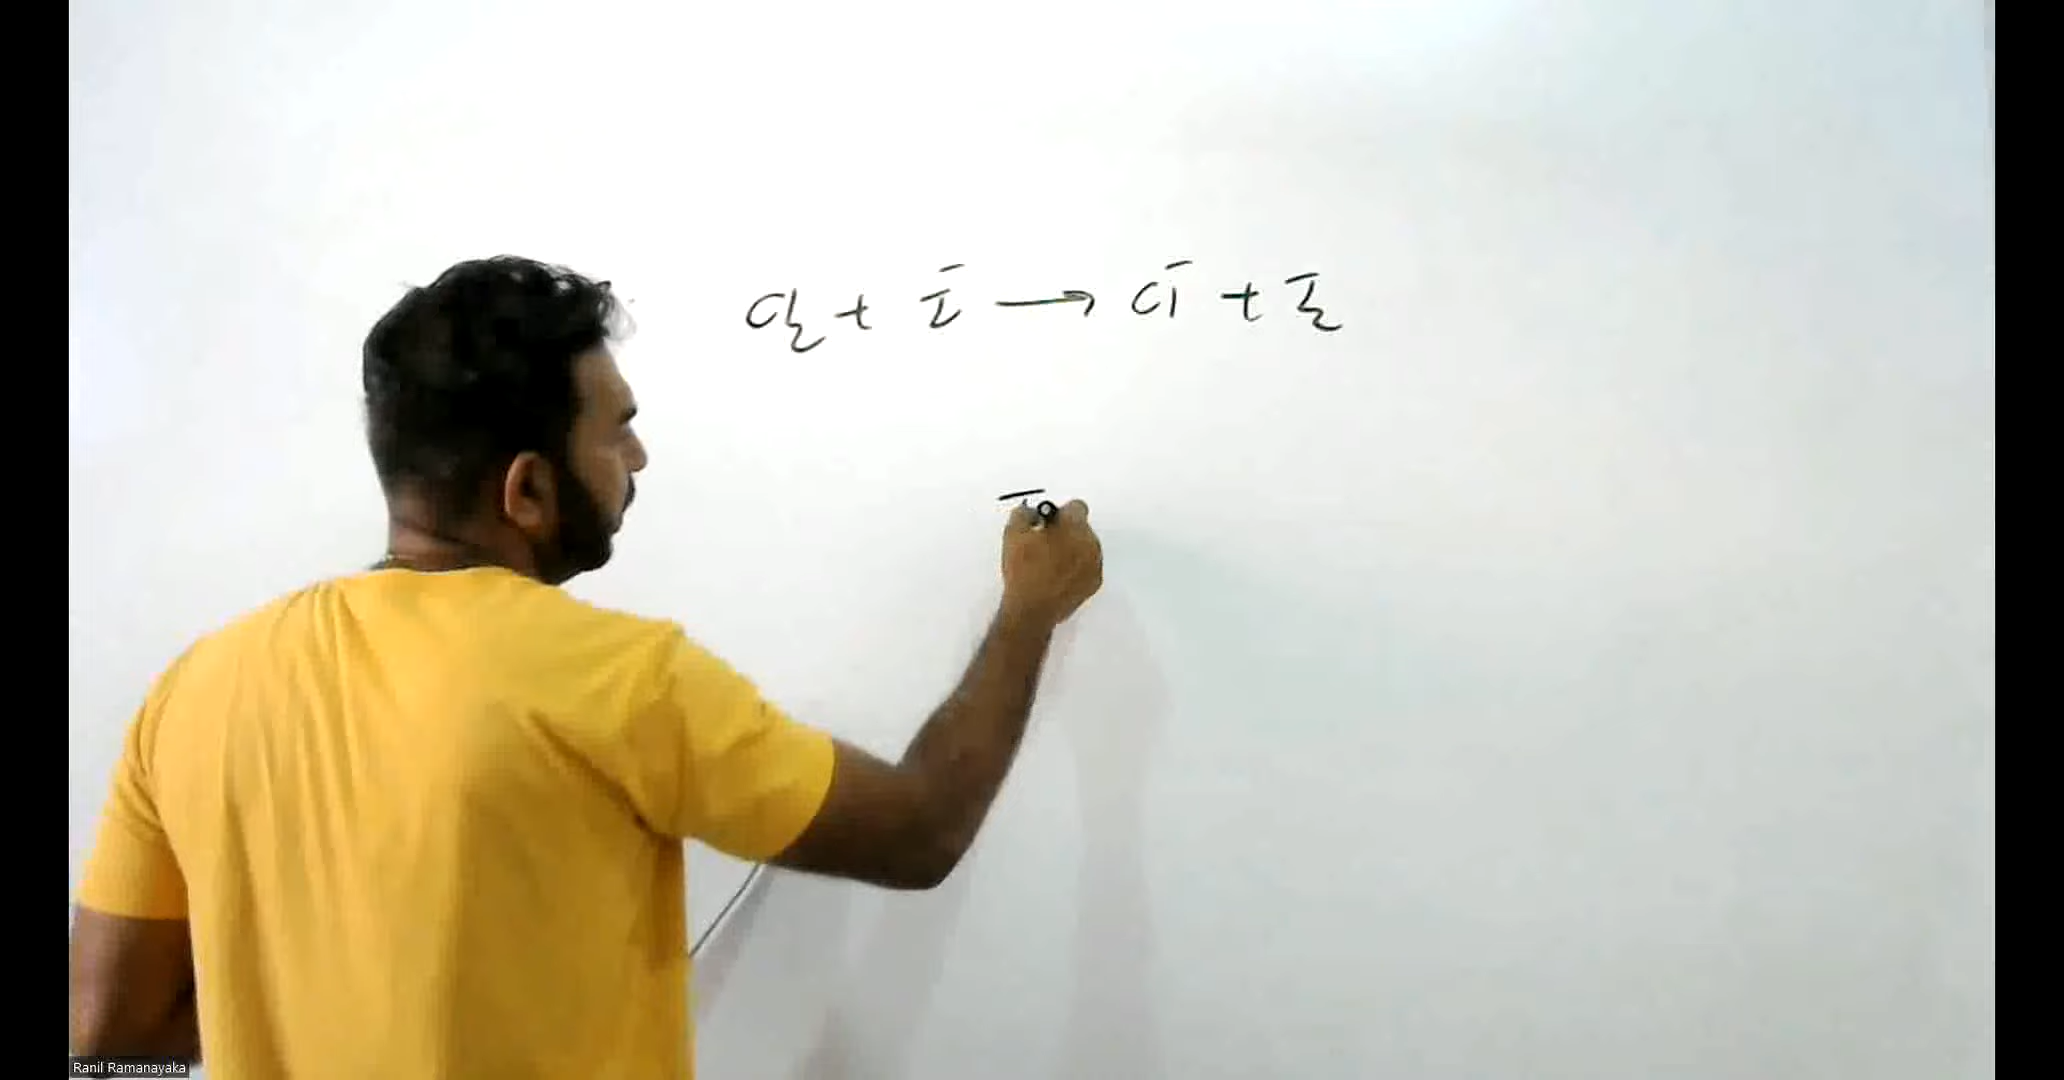 Cl₂ + I⁻ → Cl⁻ + I₂
I
Ranil Ramanayaka